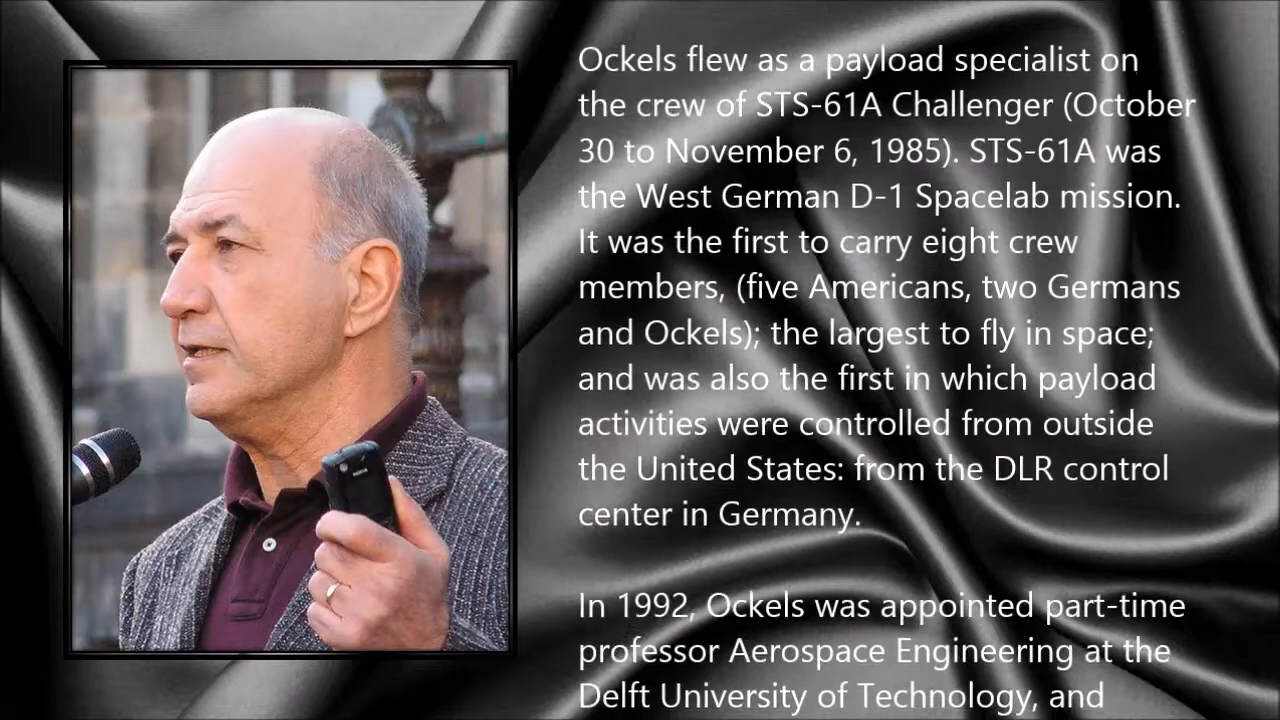 Ockels flew as a payload specialist on
the crew of STS-61A Challenger (October
30 to November 6, 1985). STS-61A was
the West German D-1 Spacelab mission.
It was the first to carry eight crew
members, (five Americans, two Germans
and Ockels); the largest to fly in space;
and was also the first in which payload
activities were controlled from outside
the United States: from the DLR control
center in Germany.
In 1992, Ockels was appointed part-time
professor Aerospace Engineering at the
Delft University of Technology, and
NOKIA